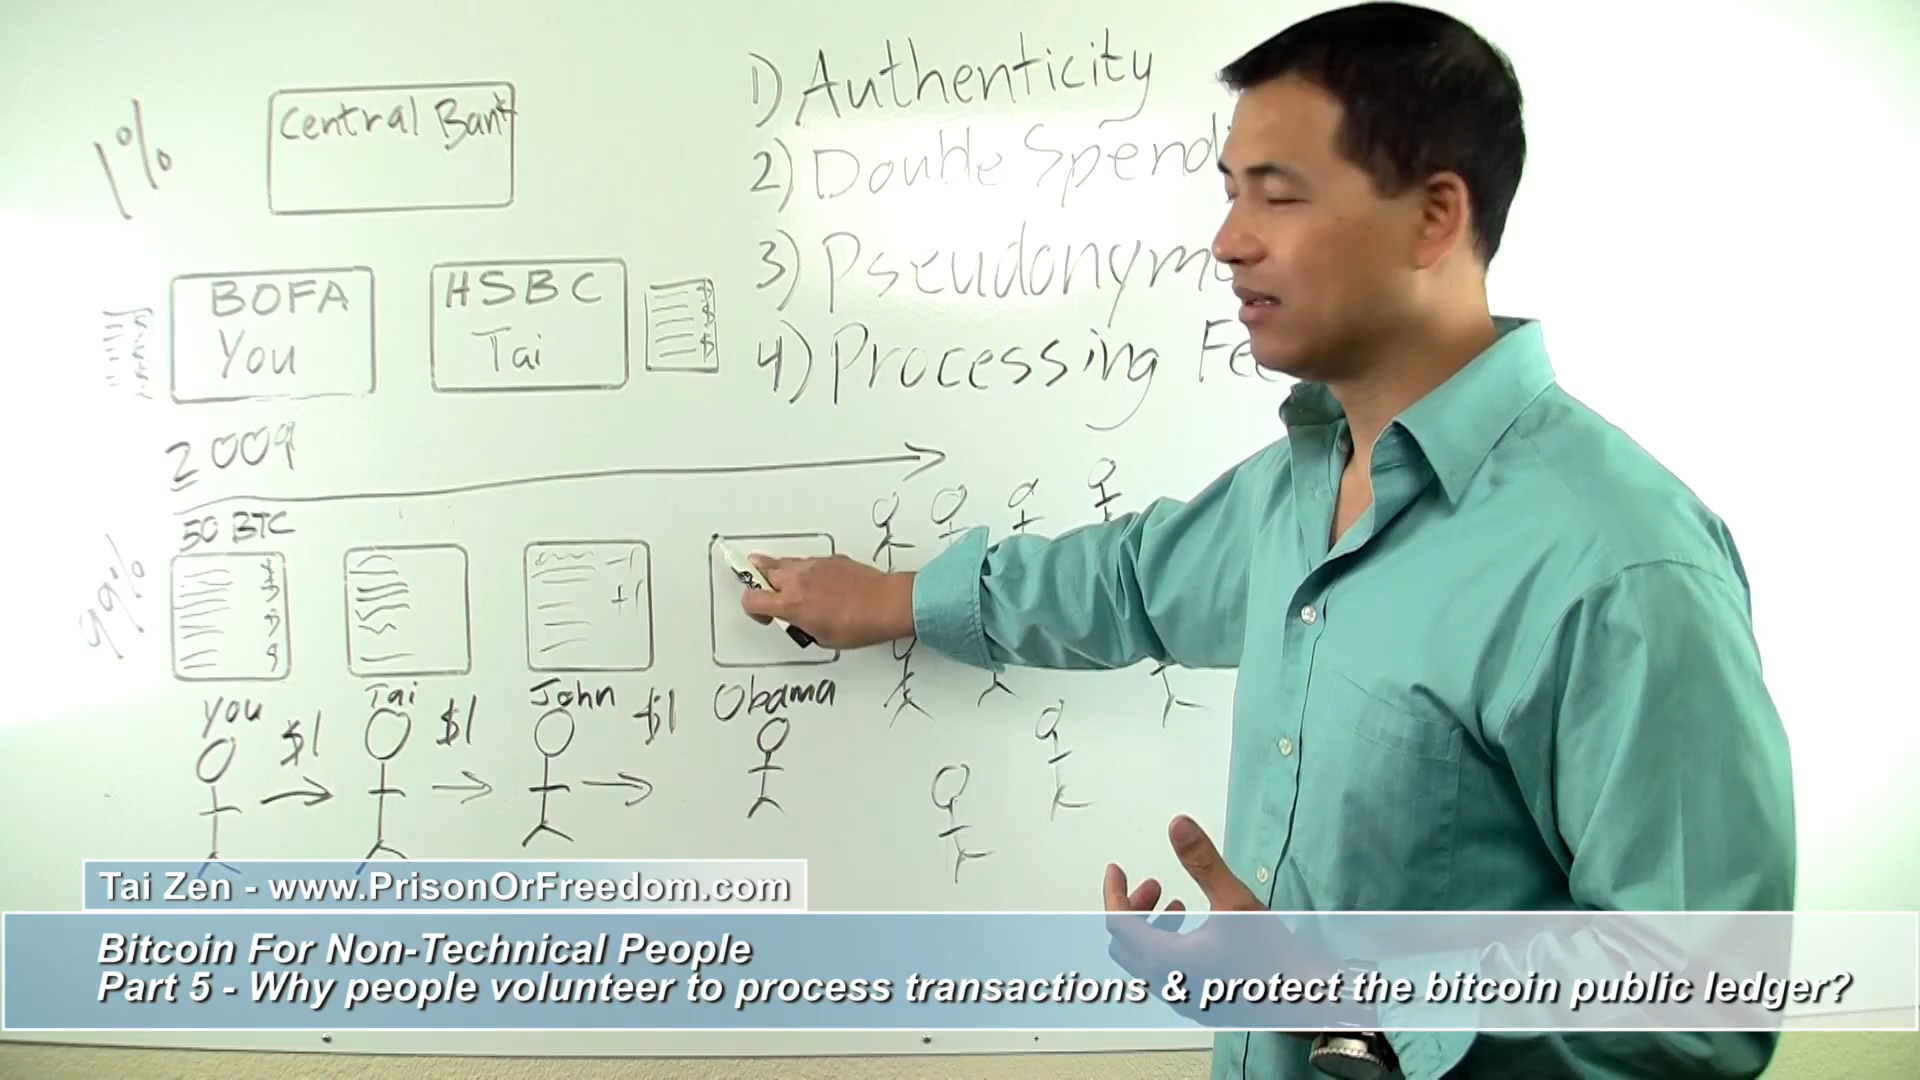 1%
Central Bank
1) Authenticity
2) Double Spend
3) Pseudonym
4) Processing Fe
BOFA
You
HSBC
Tai
$
$
$
2009
50 BTC
99%
$
$
$
$
-1
+1
You
Tai
John
Obama
$1
$1
$1
Tai Zen - www.PrisonOrFreedom.com
Bitcoin For Non-Technical People
Part 5 - Why people volunteer to process transactions & protect the bitcoin public ledger?